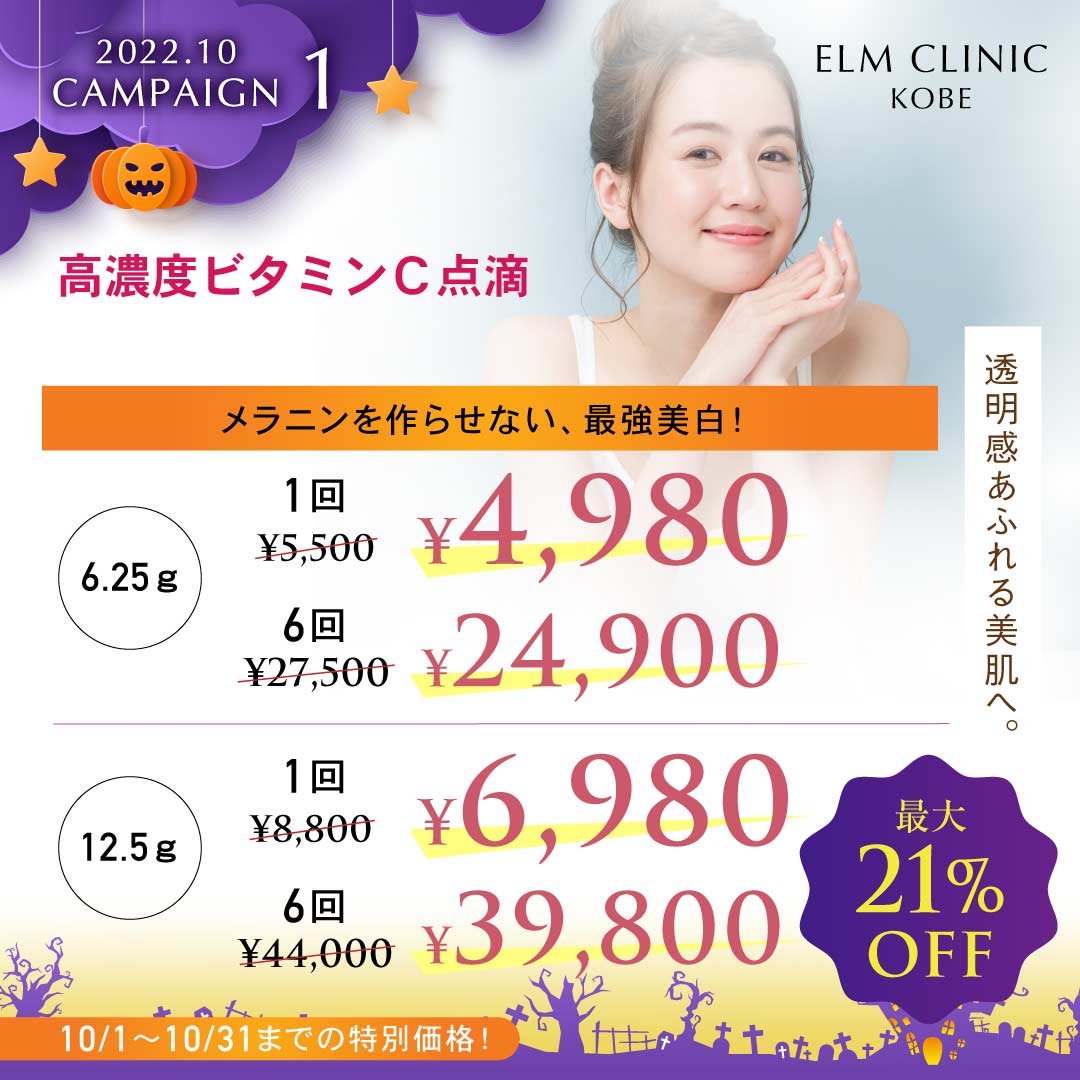 2022.10
CAMPAIGN 1
ELM CLINIC
KOBE
高濃度ビタミンC点滴
透明感あふれる美肌へ。
メラニンを作らせない、最強美白！
6.25g
1回
¥5,500
¥4,980
6回
¥27,500
¥24,900
12.5g
1回
¥8,800
¥6,980
6回
¥44,000
¥39,800
最大
21%
OFF
10/1〜10/31までの特別価格！